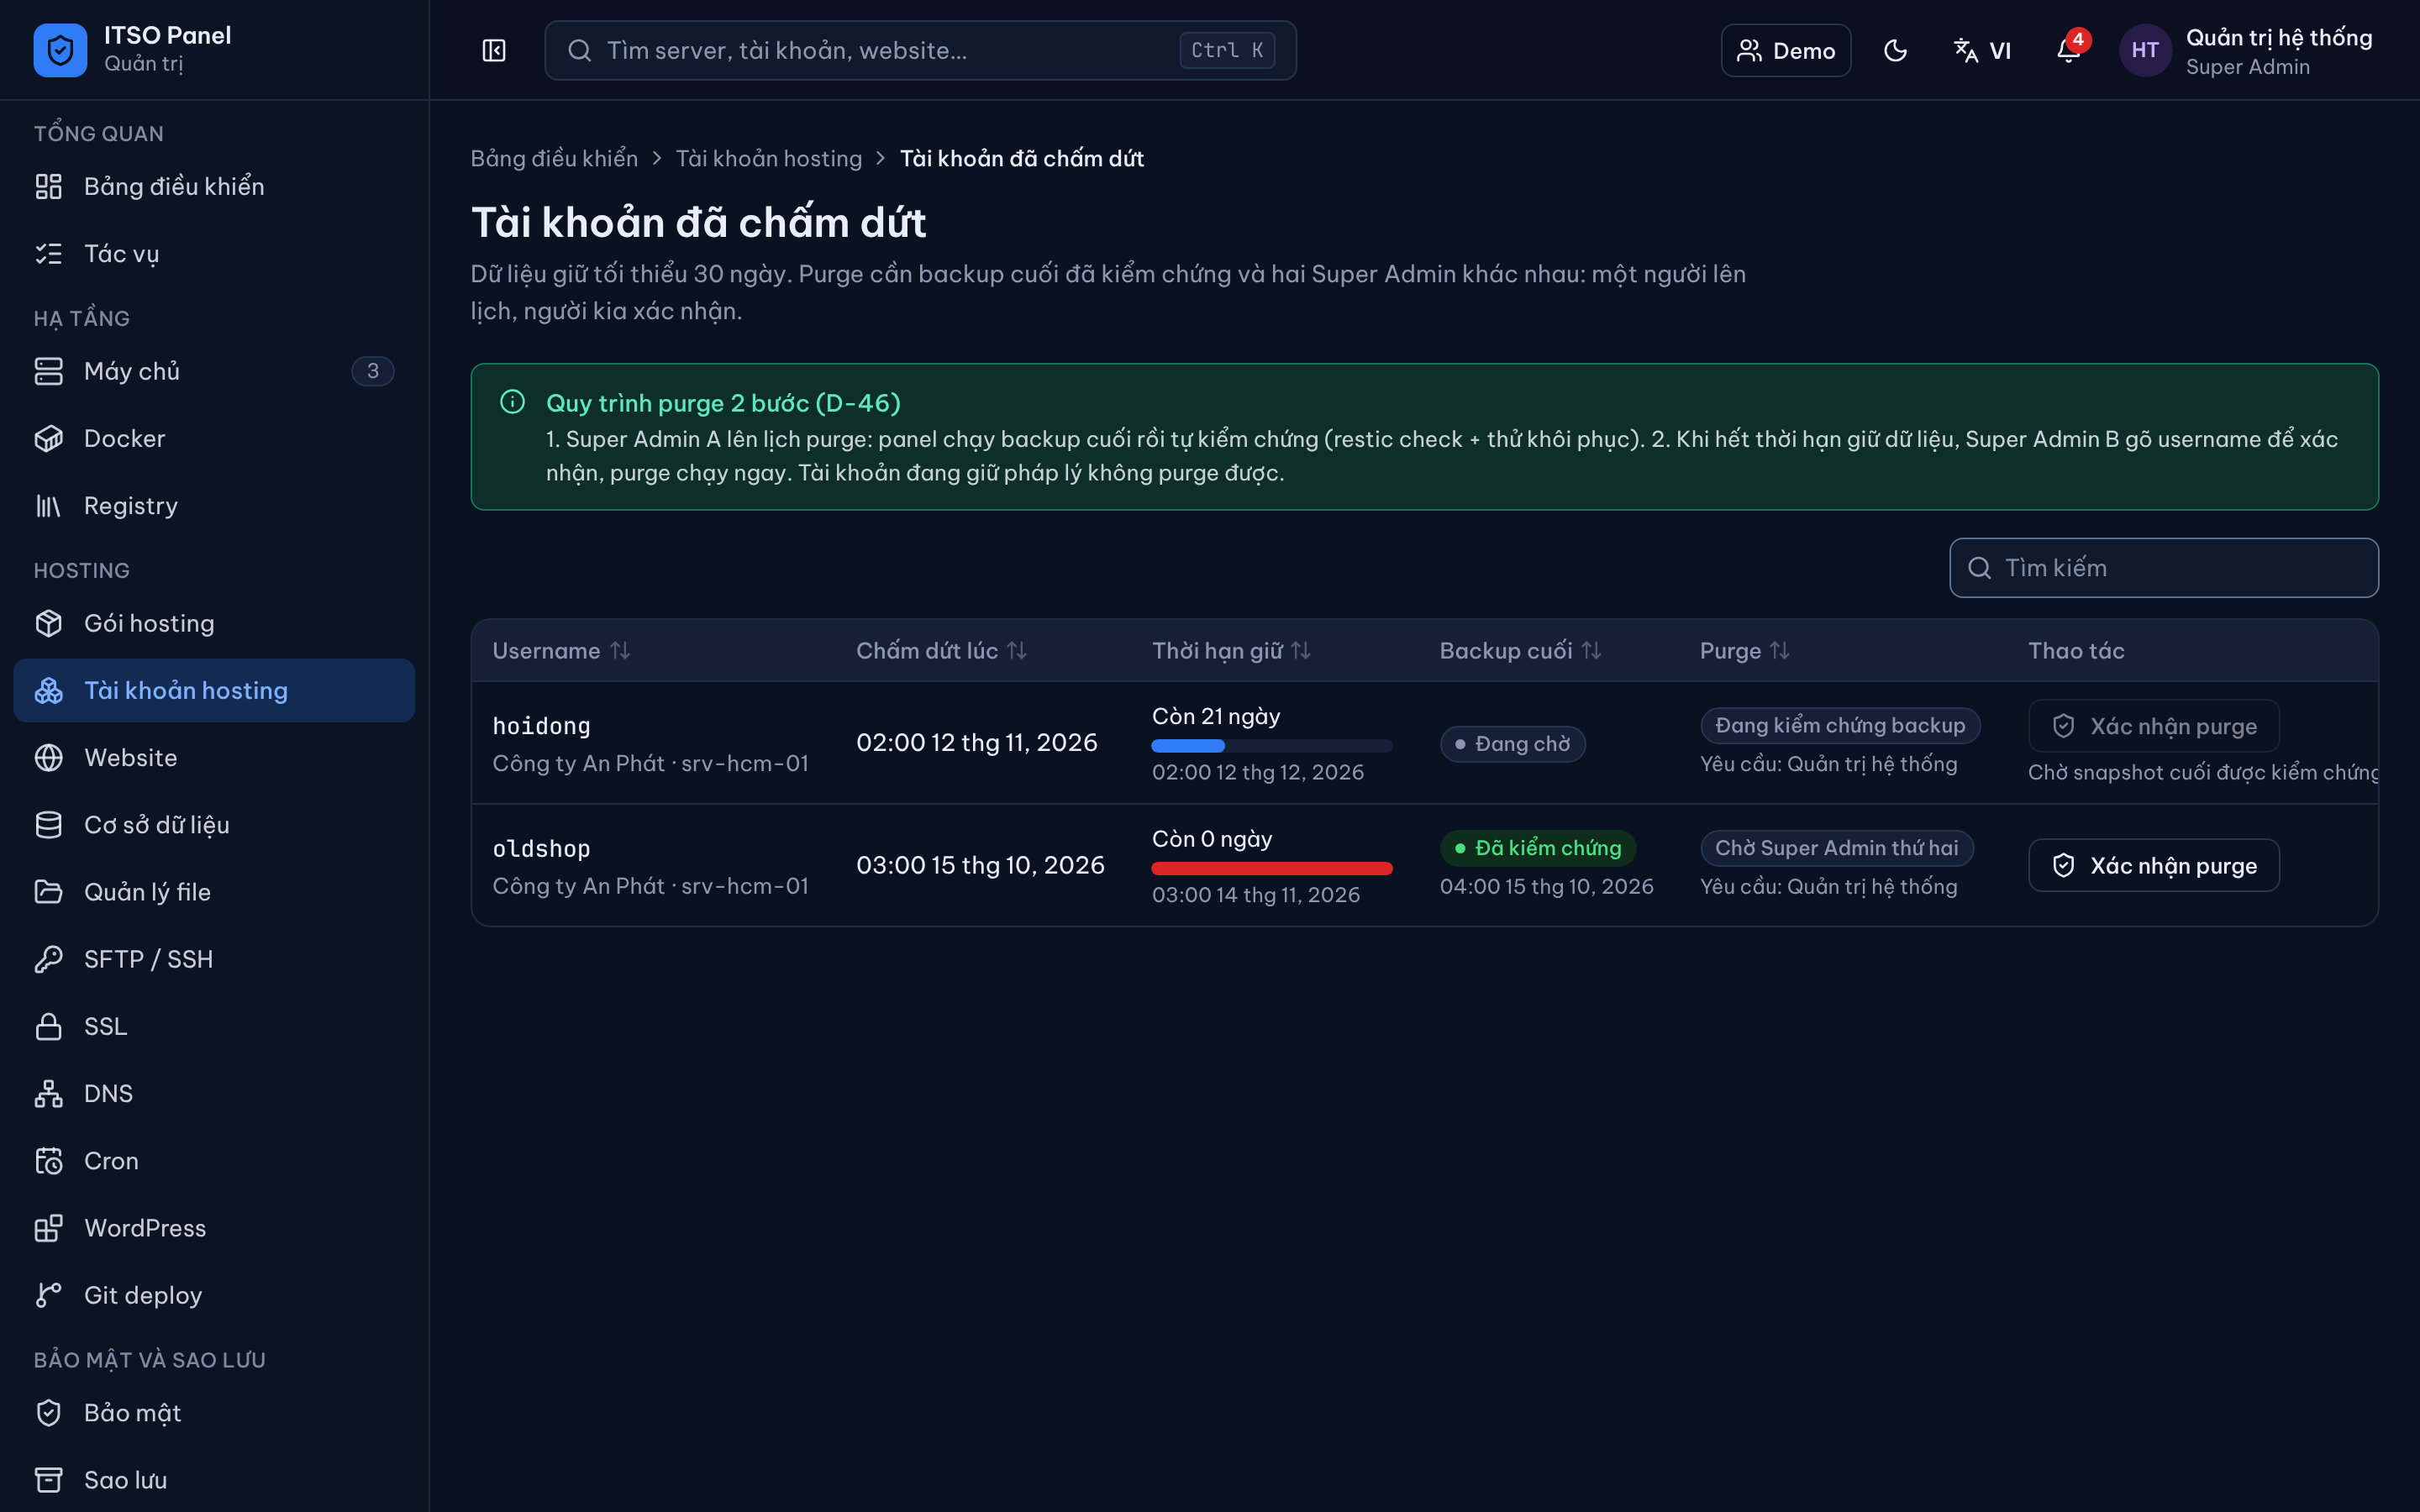 ITSO Panel
Quản trị
Tìm server, tài khoản, website...
Ctrl K
Demo
VI
4
HT
Quản trị hệ thống
Super Admin
TỔNG QUAN
Bảng điều khiển
Tác vụ
HẠ TẦNG
Máy chủ
3
Docker
Registry
HOSTING
Gói hosting
Tài khoản hosting
Website
Cơ sở dữ liệu
Quản lý file
SFTP / SSH
SSL
DNS
Cron
WordPress
Git deploy
BẢO MẬT VÀ SAO LƯU
Bảo mật
Sao lưu
Bảng điều khiển > Tài khoản hosting > Tài khoản đã chấm dứt
Tài khoản đã chấm dứt
Dữ liệu giữ tối thiểu 30 ngày. Purge cần backup cuối đã kiểm chứng và hai Super Admin khác nhau: một người lên
lịch, người kia xác nhận.
Quy trình purge 2 bước (D-46)
1. Super Admin A lên lịch purge: panel chạy backup cuối rồi tự kiểm chứng (restic check + thử khôi phục). 2. Khi hết thời hạn giữ dữ liệu, Super Admin B gõ username để xác
nhận, purge chạy ngay. Tài khoản đang giữ pháp lý không purge được.
Tìm kiếm
Username
Chấm dứt lúc
Thời hạn giữ
Backup cuối
Purge
Thao tác
hoidong
Công ty An Phát · srv-hcm-01
02:00 12 thg 11, 2026
Còn 21 ngày
02:00 12 thg 12, 2026
Đang chờ
Đang kiểm chứng backup
Yêu cầu: Quản trị hệ thống
Xác nhận purge
Chờ snapshot cuối được kiểm chứng
oldshop
Công ty An Phát · srv-hcm-01
03:00 15 thg 10, 2026
Còn 0 ngày
03:00 14 thg 11, 2026
Đã kiểm chứng
04:00 15 thg 10, 2026
Chờ Super Admin thứ hai
Yêu cầu: Quản trị hệ thống
Xác nhận purge